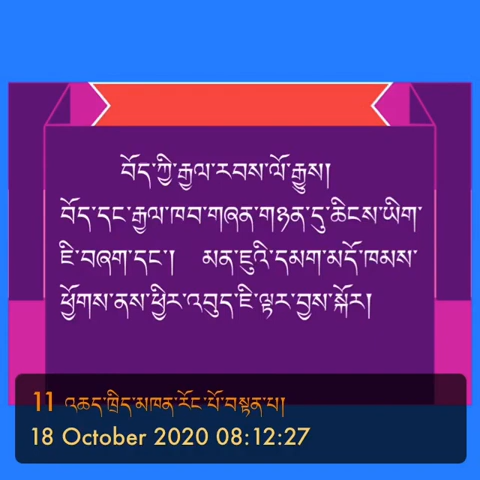 བོད་ཀྱི་རྒྱལ་རབས་ལོ་རྒྱུས།
བོད་དང་རྒྱལ་ཁབ་གཞན་གཉན་དུ་ཆིངས་ཡིག་
ཇི་བཞག་དང་། མན་ཇུའི་དམག་མདོ་ཁམས་
ཕྱོགས་ནས་ཕྱིར་འབུད་ཇི་ལྟར་བྱས་སྐོར།
11 འཆད་ཁྲིད་མཁན་རོང་པོ་བསྟན་པ།
18 October 2020 08:12:27